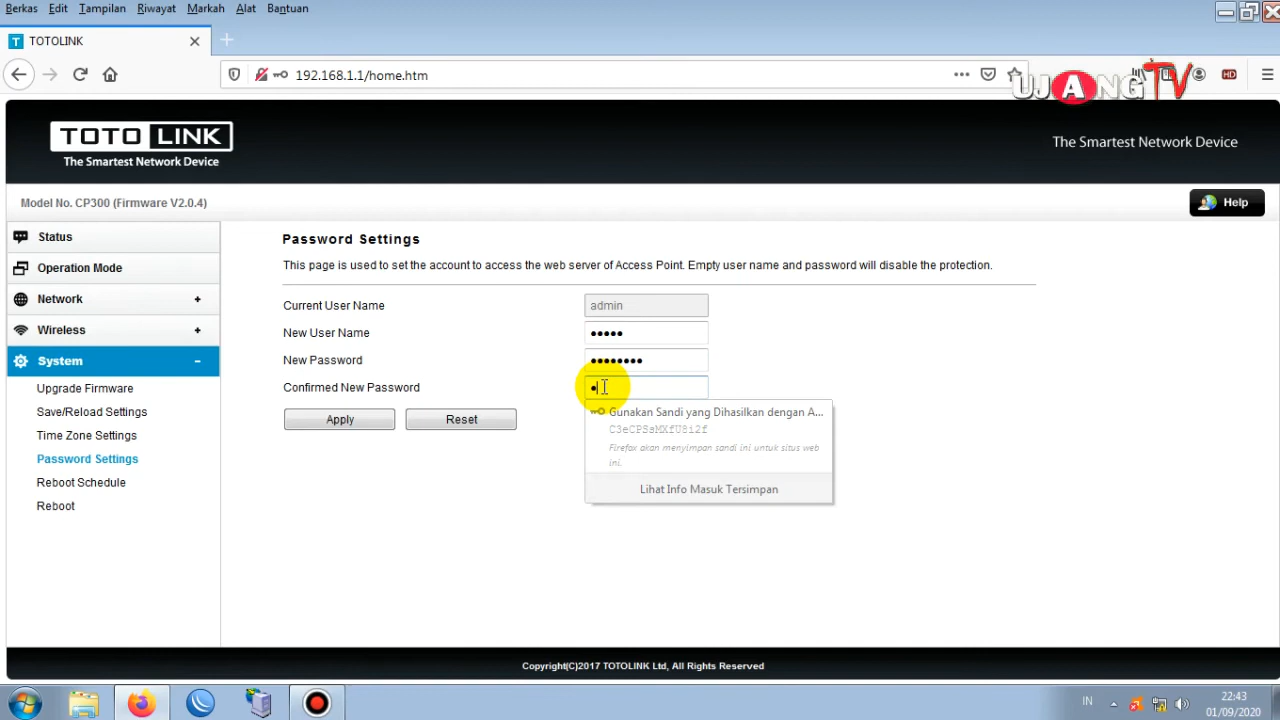 Berkas Edit Tampilan Riwayat Markah Alat Bantuan
TOTOLINK
192.168.1.1/home.htm
UJANG TV
HD
TOTO LINK
The Smartest Network Device
The Smartest Network Device
Model No. CP300 (Firmware V2.0.4)
Help
Status
Operation Mode
Network
Wireless
System
Upgrade Firmware
Save/Reload Settings
Time Zone Settings
Password Settings
Reboot Schedule
Reboot
Password Settings
This page is used to set the account to access the web server of Access Point. Empty user name and password will disable the protection.
Current User Name admin
New User Name
New Password
Confirmed New Password
Apply Reset
Gunakan Sandi yang Dihasilkan dengan A...
C3eCPSaMXfU8i2f
Firefox akan menyimpan sandi ini untuk situs web
ini.
Lihat Info Masuk Tersimpan
Copyright(C)2017 TOTOLINK Ltd, All Rights Reserved
IN
22:43
01/09/2020